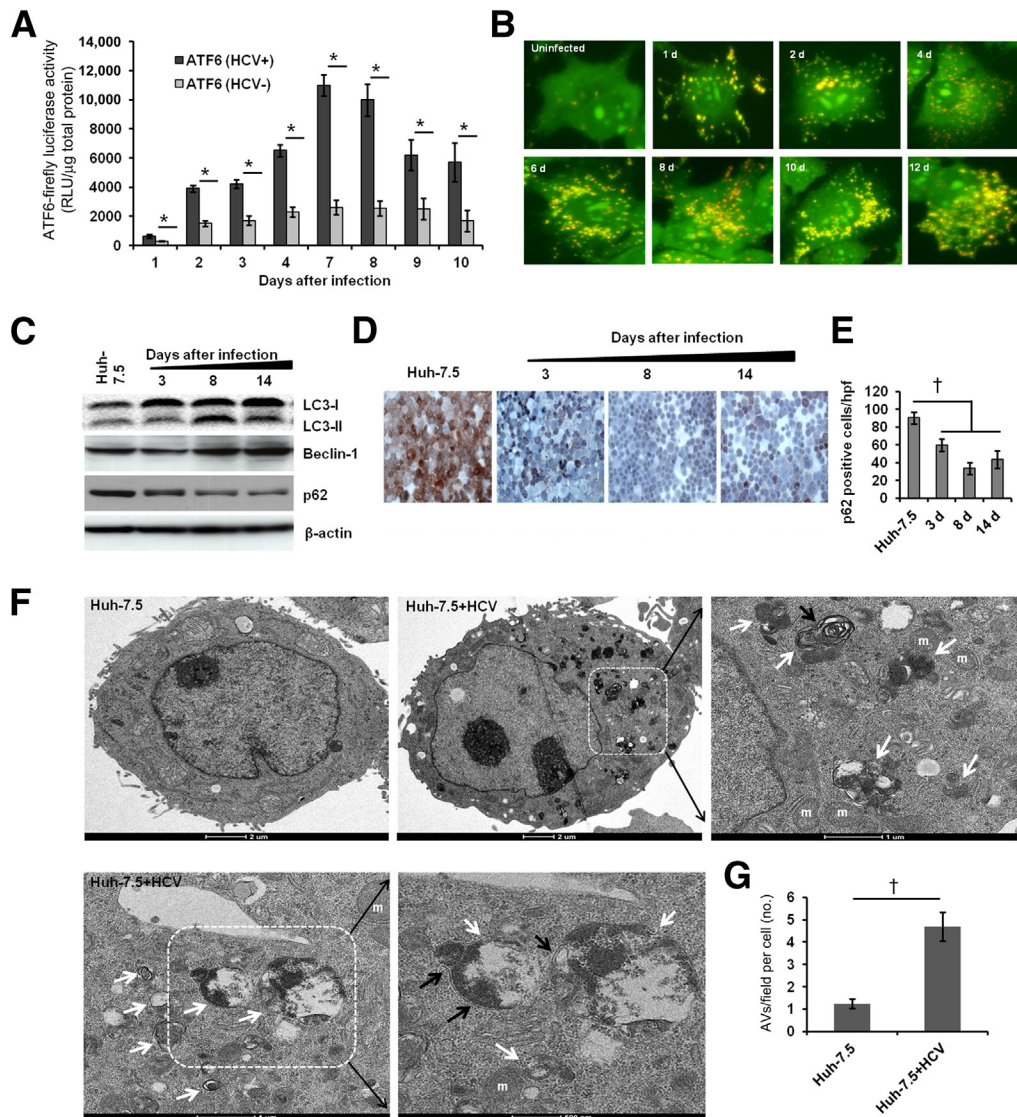 A
ATF6-firefly luciferase activity
(RLU/µg total protein)
14,000
12,000
10,000
8000
6000
4000
2000
0
ATF6 (HCV+)
ATF6 (HCV-)
* * * * * * * *
1 2 3 4 7 8 9 10
Days after infection
B
Uninfected
1 d
2 d
4 d
6 d
8 d
10 d
12 d
C
Huh-
7.5
Days after infection
3 8 14
LC3-I
LC3-II
Beclin-1
p62
β-actin
D
Huh-7.5
Days after infection
3 8 14
E
p62 positive cells/hpf
120
100
80
60
40
20
0
†
Huh-7.5
3 d
8 d
14 d
F
Huh-7.5
2 µm
Huh-7.5+HCV
2 µm
m
m
m
m
1 µm
Huh-7.5+HCV
m
m
G
AVs/field per cell (no.)
6
5
4
3
2
1
0
†
Huh-7.5
Huh-7.5+HCV